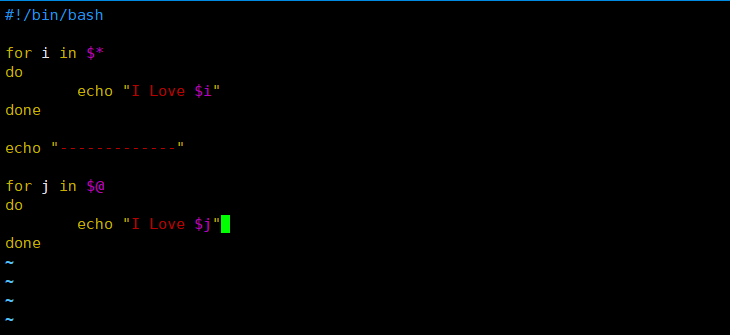 #!/bin/bash

for i in $*
do
        echo "I Love $i"
done

echo "-------------"

for j in $@
do
        echo "I Love $j"
done
~
~
~
~